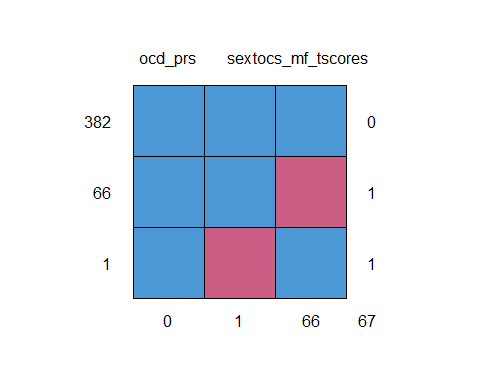 ocd_prs sextocs_mf_tscores
382 0
66 1
1 1
0 1 66 67